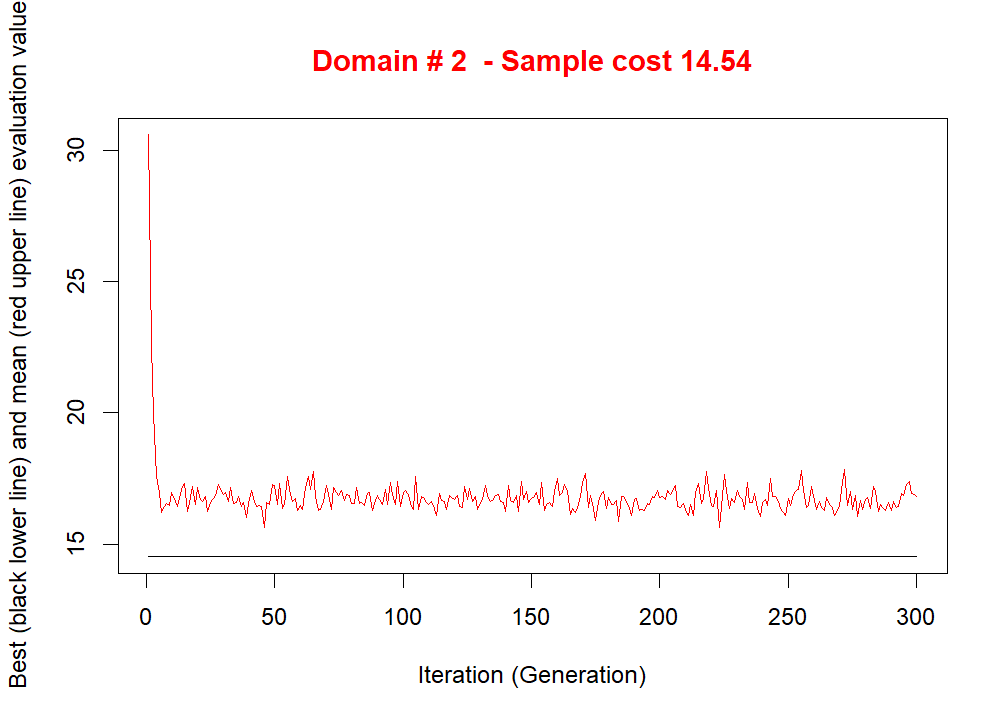 Domain # 2  - Sample cost 14.54
Best (black lower line) and mean (red upper line) evaluation value
30
25
20
15
0 50 100 150 200 250 300
Iteration (Generation)